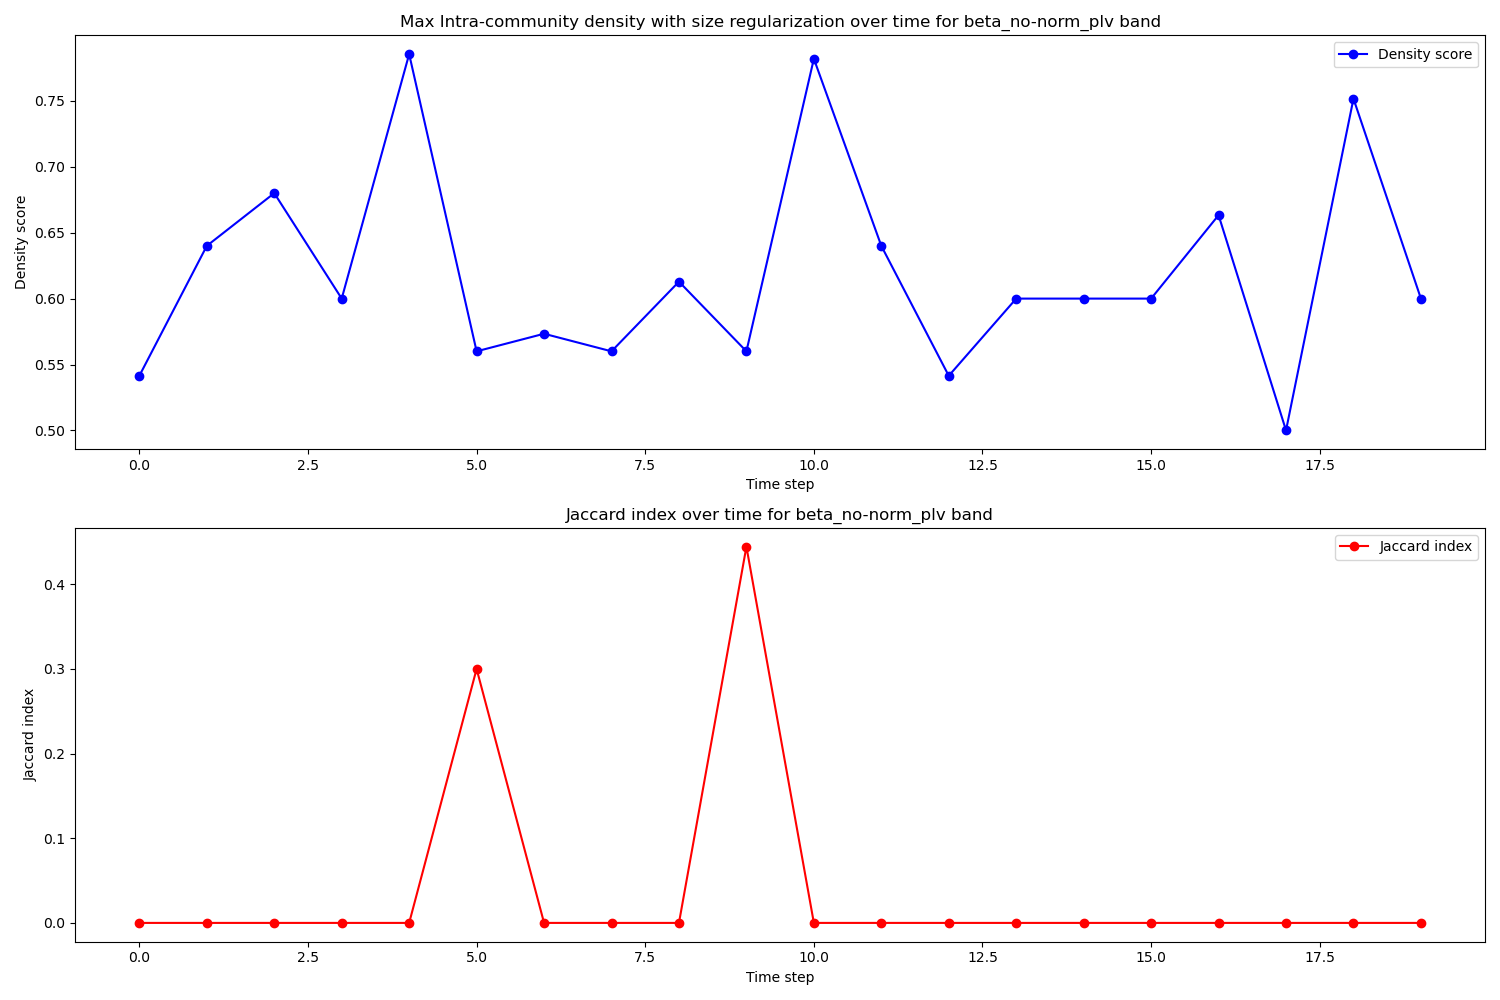 Max Intra-community density with size regularization over time for beta_no-norm_plv band
Density score
0.75
0.70
0.65
0.60
0.55
0.50
Density score
0.0 2.5 5.0 7.5 10.0 12.5 15.0 17.5
Time step
Jaccard index over time for beta_no-norm_plv band
Jaccard index
0.4
0.3
0.2
0.1
0.0
Jaccard index
0.0 2.5 5.0 7.5 10.0 12.5 15.0 17.5
Time step